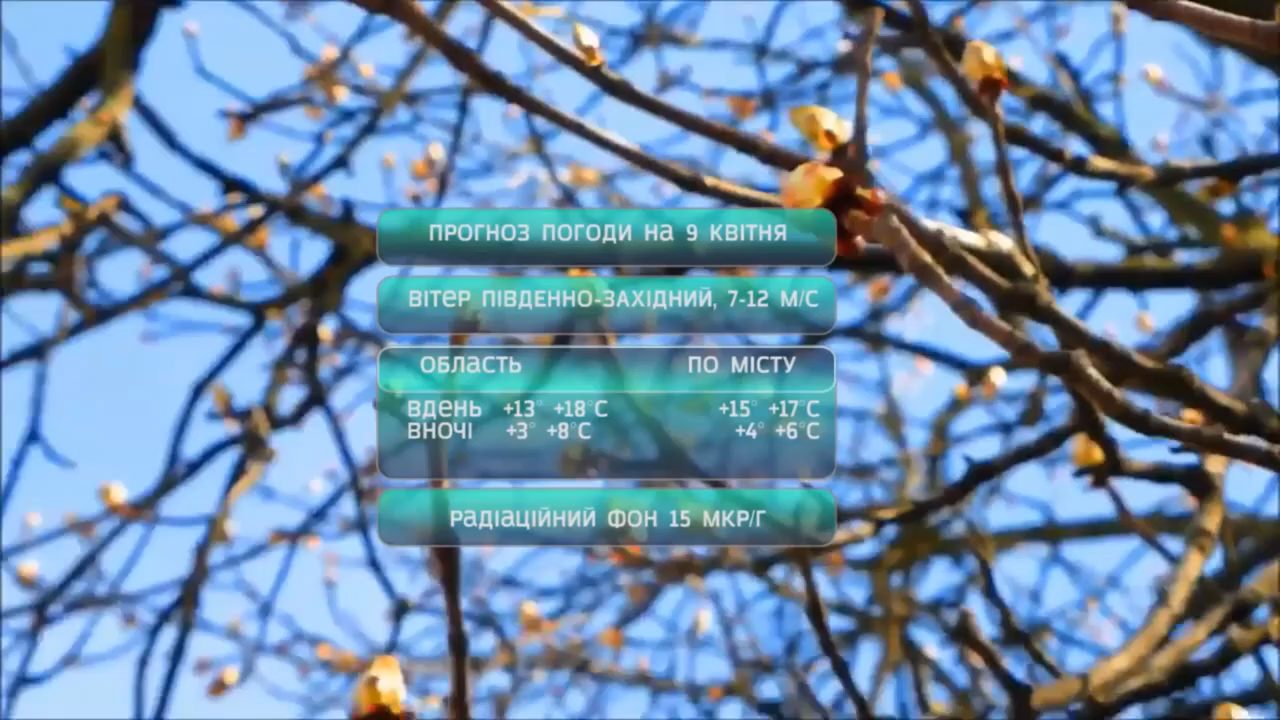 ПРОГНОЗ ПОГОДИ НА 9 КВІТНЯ
ВІТЕР ПІВДЕННО-ЗАХІДНИЙ, 7-12 М/С
ОБЛАСТЬ ПО МІСТУ
ВДЕНЬ +13° +18°С +15° +17°С
ВНОЧІ +3° +8°С +4° +6°С
РАДІАЦІЙНИЙ ФОН 15 МКР/Г